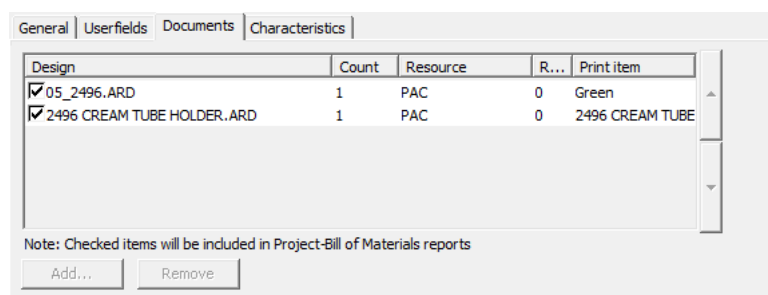 General Userfields Documents Characteristics
Design Count Resource R... Print item
05_2496.ARD 1 PAC 0 Green
2496 CREAM TUBE HOLDER.ARD 1 PAC 0 2496 CREAM TUBE
Note: Checked items will be included in Project-Bill of Materials reports
Add... Remove